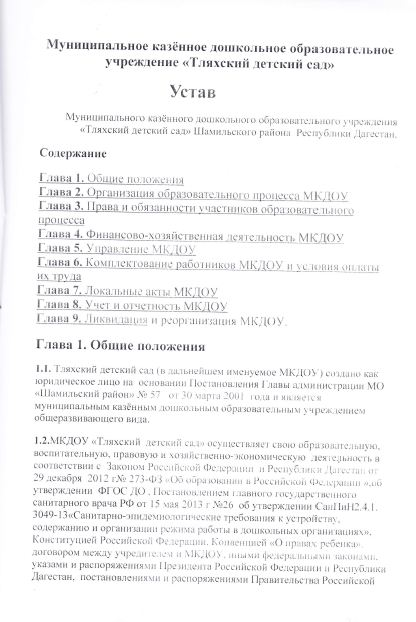 Муниципальное казённое дошкольное образовательное
учреждение «Тляхский детский сад»
Устав
Муниципального казённого дошкольного образовательного учреждения
«Тляхский детский сад» Шамильского района Республики Дагестан.
Содержание
Глава 1. Общие положения
Глава 2. Организация образовательного процесса МКДОУ
Глава 3. Права и обязанности участников образовательного
процесса
Глава 4. Финансово-хозяйственная деятельность МКДОУ
Глава 5. Управление МКДОУ
Глава 6. Комплектование работников МКДОУ и условия оплаты
их труда
Глава 7. Локальные акты МКДОУ
Глава 8. Учет и отчетность МКДОУ
Глава 9. Ликвидация и реорганизация МКДОУ.
Глава 1. Общие положения
1.1. Тляхский детский сад (в дальнейшем именуемое МКДОУ) создано как
юридическое лицо на основании Постановления Главы администрации МО
«Шамильский район» № 57 от 30 марта 2001 года и является
муниципальным казённым дошкольным образовательным учреждением
общеразвивающего вида.
1.2.МКДОУ «Тляхский детский сад» осуществляет свою образовательную,
воспитательную, правовую и хозяйственно-экономическую деятельность в
соответствии с Законом Российской Федерации и Республики Дагестан от
29 декабря 2012 г.№ 273-ФЗ «Об образовании в Российской Федерации «,об
утверждении ФГОС ДО , Постановлением главного государственного
санитарного врача РФ от 15 мая 2013 г №26 об утверждении СанПиН2.4.1.
3049-13«Санитарно-эпидемиологические требования к устройству,
содержанию и организации режима работы в дошкольных организациях»,
Конституцией Российской Федерации, Конвенцией «О правах ребенка»,
договором между учредителем и МКДОУ, иными федеральными законами,
указами и распоряжениями Президента Российской Федерации и Республики
Дагестан, постановлениями и распоряжениями Правительства Российской